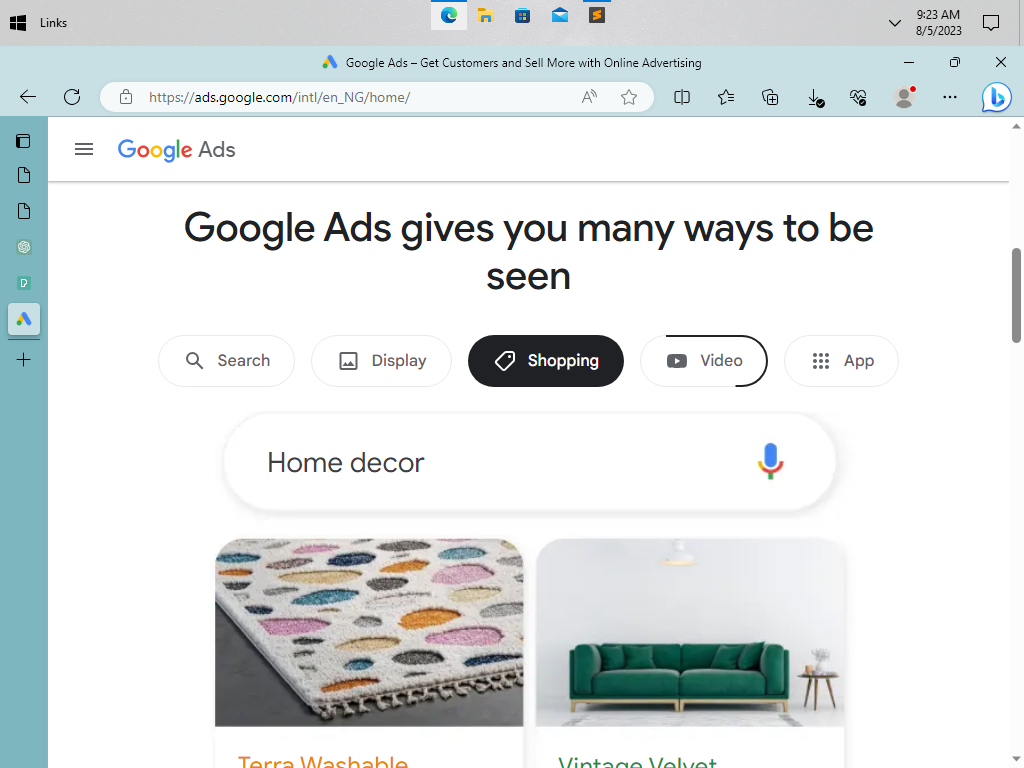 Links
9:23 AM
8/5/2023
Google Ads – Get Customers and Sell More with Online Advertising
https://ads.google.com/intl/en_NG/home/
Google Ads
Google Ads gives you many ways to be
seen
Search
Display
Shopping
Video
App
Home decor
Terra Washable
Vintage Velvet